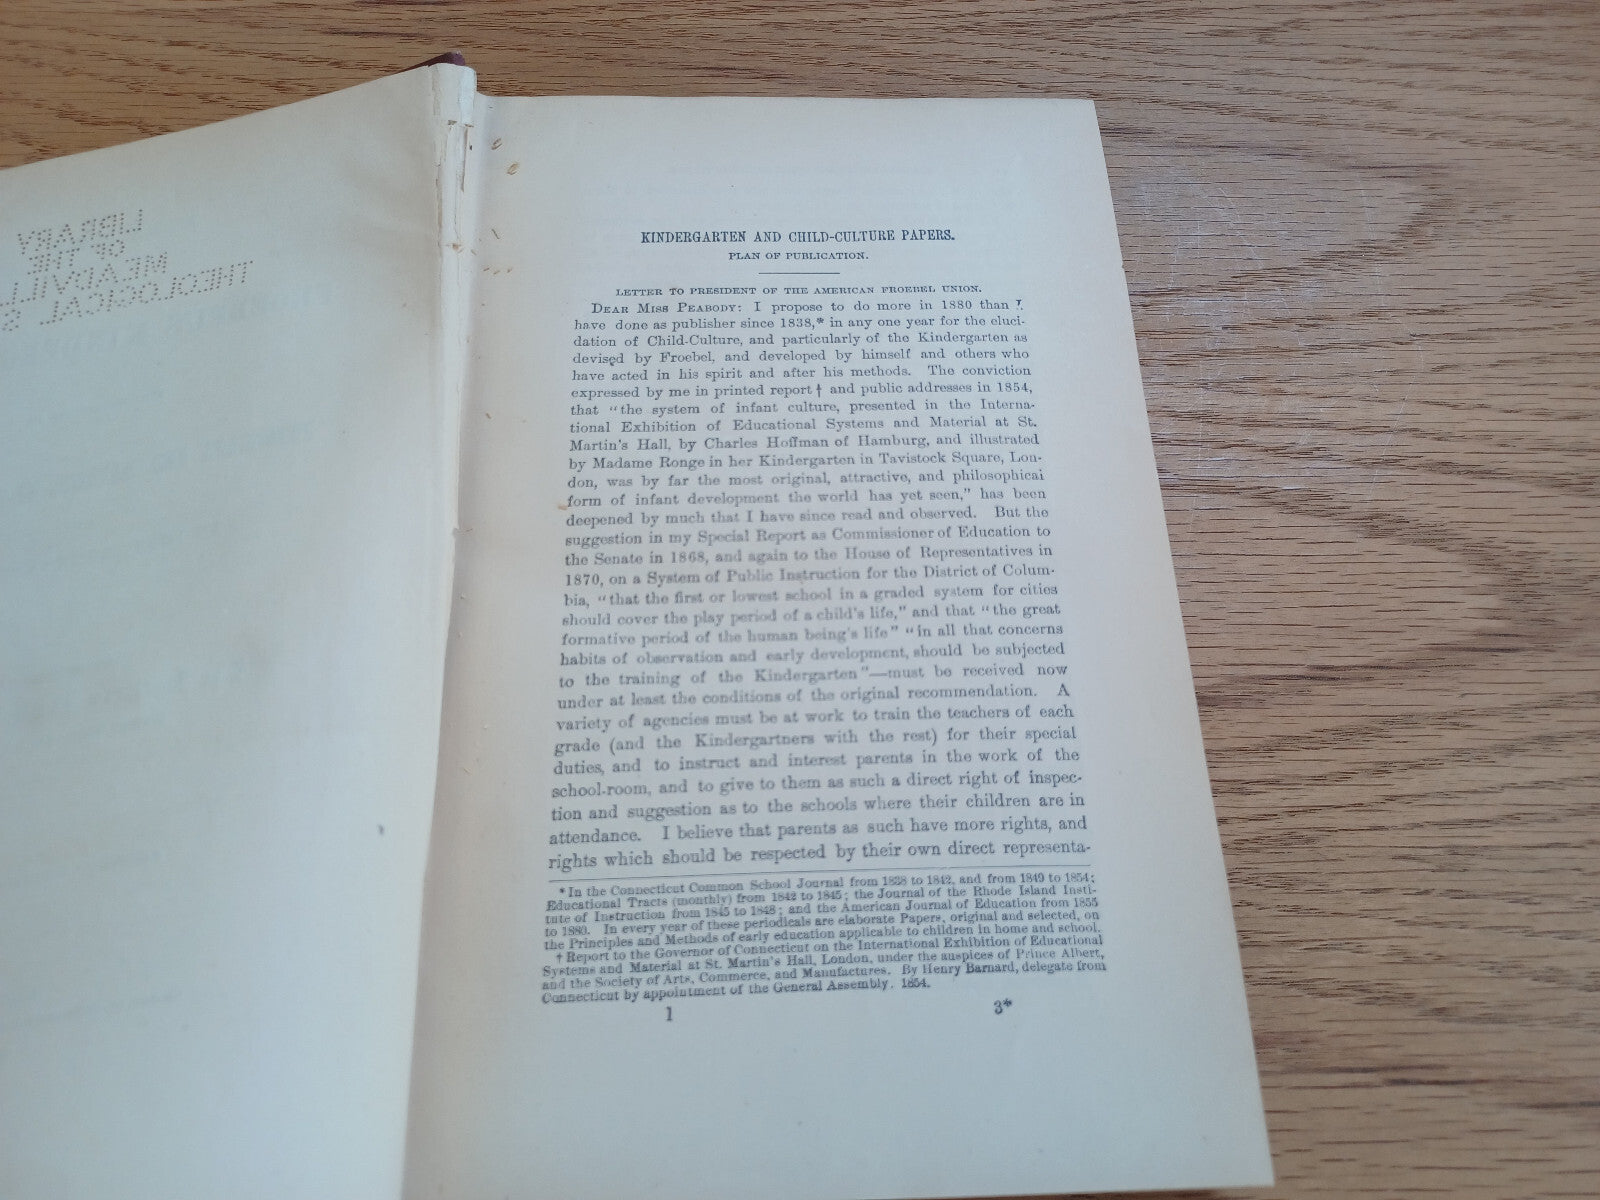 LIBRARY
OF THE
MEADVILL
THEOLOGICAL S
KINDERGARTEN AND CHILD-CULTURE PAPERS.
PLAN OF PUBLICATION.
LETTER TO PRESIDENT OF THE AMERICAN FROEBEL UNION.
DEAR MISS PEABODY: I propose to do more in 1880 than I
have done as publisher since 1838,* in any one year for the eluci-
dation of Child-Culture, and particularly of the Kindergarten as
devised by Froebel, and developed by himself and others who
have acted in his spirit and after his methods. The conviction
expressed by me in printed report † and public addresses in 1854,
that "the system of infant culture, presented in the Interna-
tional Exhibition of Educational Systems and Material at St.
Martin's Hall, by Charles Hoffman of Hamburg, and illustrated
by Madame Ronge in her Kindergarten in Tavistock Square, Lon-
don, was by far the most original, attractive, and philosophical
form of infant development the world has yet seen," has been
deepened by much that I have since read and observed. But the
suggestion in my Special Report as Commissioner of Education to
the Senate in 1868, and again to the House of Representatives in
1870, on a System of Public Instruction for the District of Colum-
bia, "that the first or lowest school in a graded system for cities
should cover the play period of a child's life," and that "the great
formative period of the human being's life" "in all that concerns
habits of observation and early development, should be subjected
to the training of the Kindergarten"—must be received now
under at least the conditions of the original recommendation. A
variety of agencies must be at work to train the teachers of each
grade (and the Kindergartners with the rest) for their special
duties, and to instruct and interest parents in the work of the
school-room, and to give to them as such a direct right of inspec-
tion and suggestion as to the schools where their children are in
attendance. I believe that parents as such have more rights, and
rights which should be respected by their own direct representa-
* In the Connecticut Common School Journal from 1838 to 1842, and from 1849 to 1854;
Educational Tracts (monthly) from 1842 to 1845; the Journal of the Rhode Island Insti-
tute of Instruction from 1845 to 1848; and the American Journal of Education from 1855
to 1880. In every year of these periodicals are elaborate Papers, original and selected, on
the Principles and Methods of early education applicable to children in home and school.
† Report to the Governor of Connecticut on the International Exhibition of Educational
Systems and Material at St. Martin's Hall, London, under the auspices of Prince Albert,
and the Society of Arts, Commerce, and Manufactures. By Henry Barnard, delegate from
Connecticut by appointment of the General Assembly. 1854.
1 3*